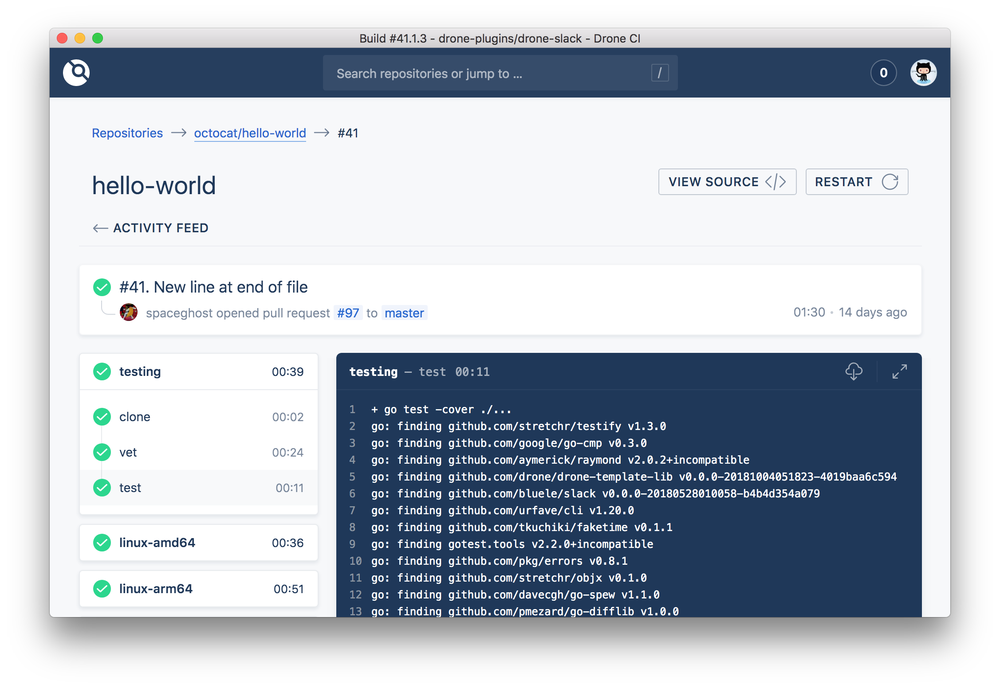 Build #41.1.3 - drone-plugins/drone-slack - Drone CI
Search repositories or jump to ... /
0
Repositories → octocat/hello-world → #41
hello-world
VIEW SOURCE </> RESTART
← ACTIVITY FEED
#41. New line at end of file
spaceghost opened pull request #97 to master
01:30 • 14 days ago
testing 00:39
clone 00:02
vet 00:24
test 00:11
linux-amd64 00:36
linux-arm64 00:51
testing — test 00:11
1 + go test -cover ./...
2 go: finding github.com/stretchr/testify v1.3.0
3 go: finding github.com/google/go-cmp v0.3.0
4 go: finding github.com/aymerick/raymond v2.0.2+incompatible
5 go: finding github.com/drone/drone-template-lib v0.0.0-20181004051823-4019baa6c594
6 go: finding github.com/bluele/slack v0.0.0-20180528010058-b4b4d354a079
7 go: finding github.com/urfave/cli v1.20.0
8 go: finding github.com/tkuchiki/faketime v0.1.1
9 go: finding gotest.tools v2.2.0+incompatible
10 go: finding github.com/pkg/errors v0.8.1
11 go: finding github.com/stretchr/objx v0.1.0
12 go: finding github.com/davecgh/go-spew v1.1.0
13 go: finding github.com/pmezard/go-difflib v1.0.0